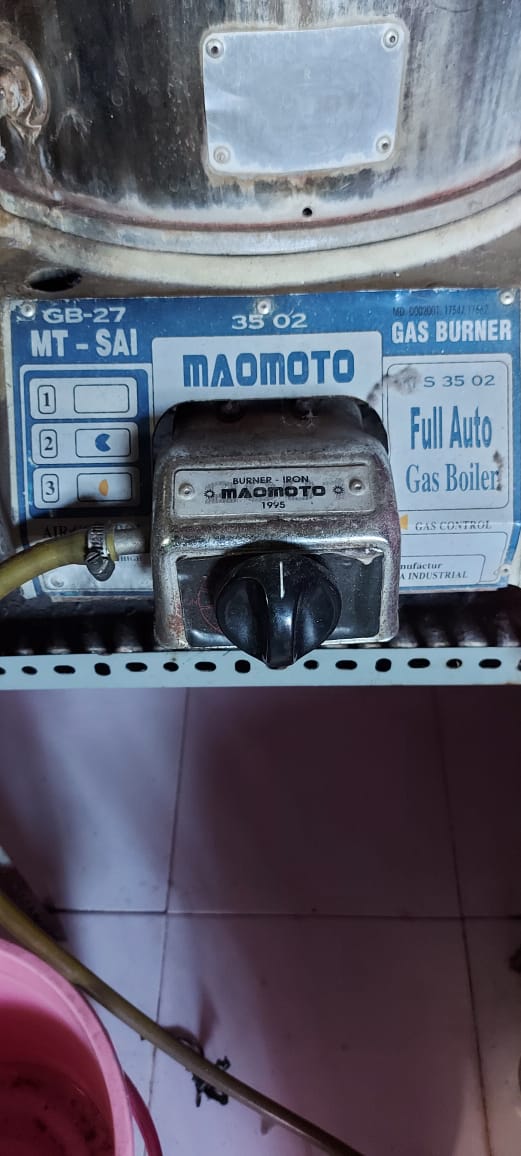 GB-27
MT - SAI
35 02
GAS BURNER
MAOMOTO
1
2
3
S 35 02
Full Auto
Gas Boiler
GAS CONTROL
BURNER - IRON
MAOMOTO
1995
INDUSTRIAL